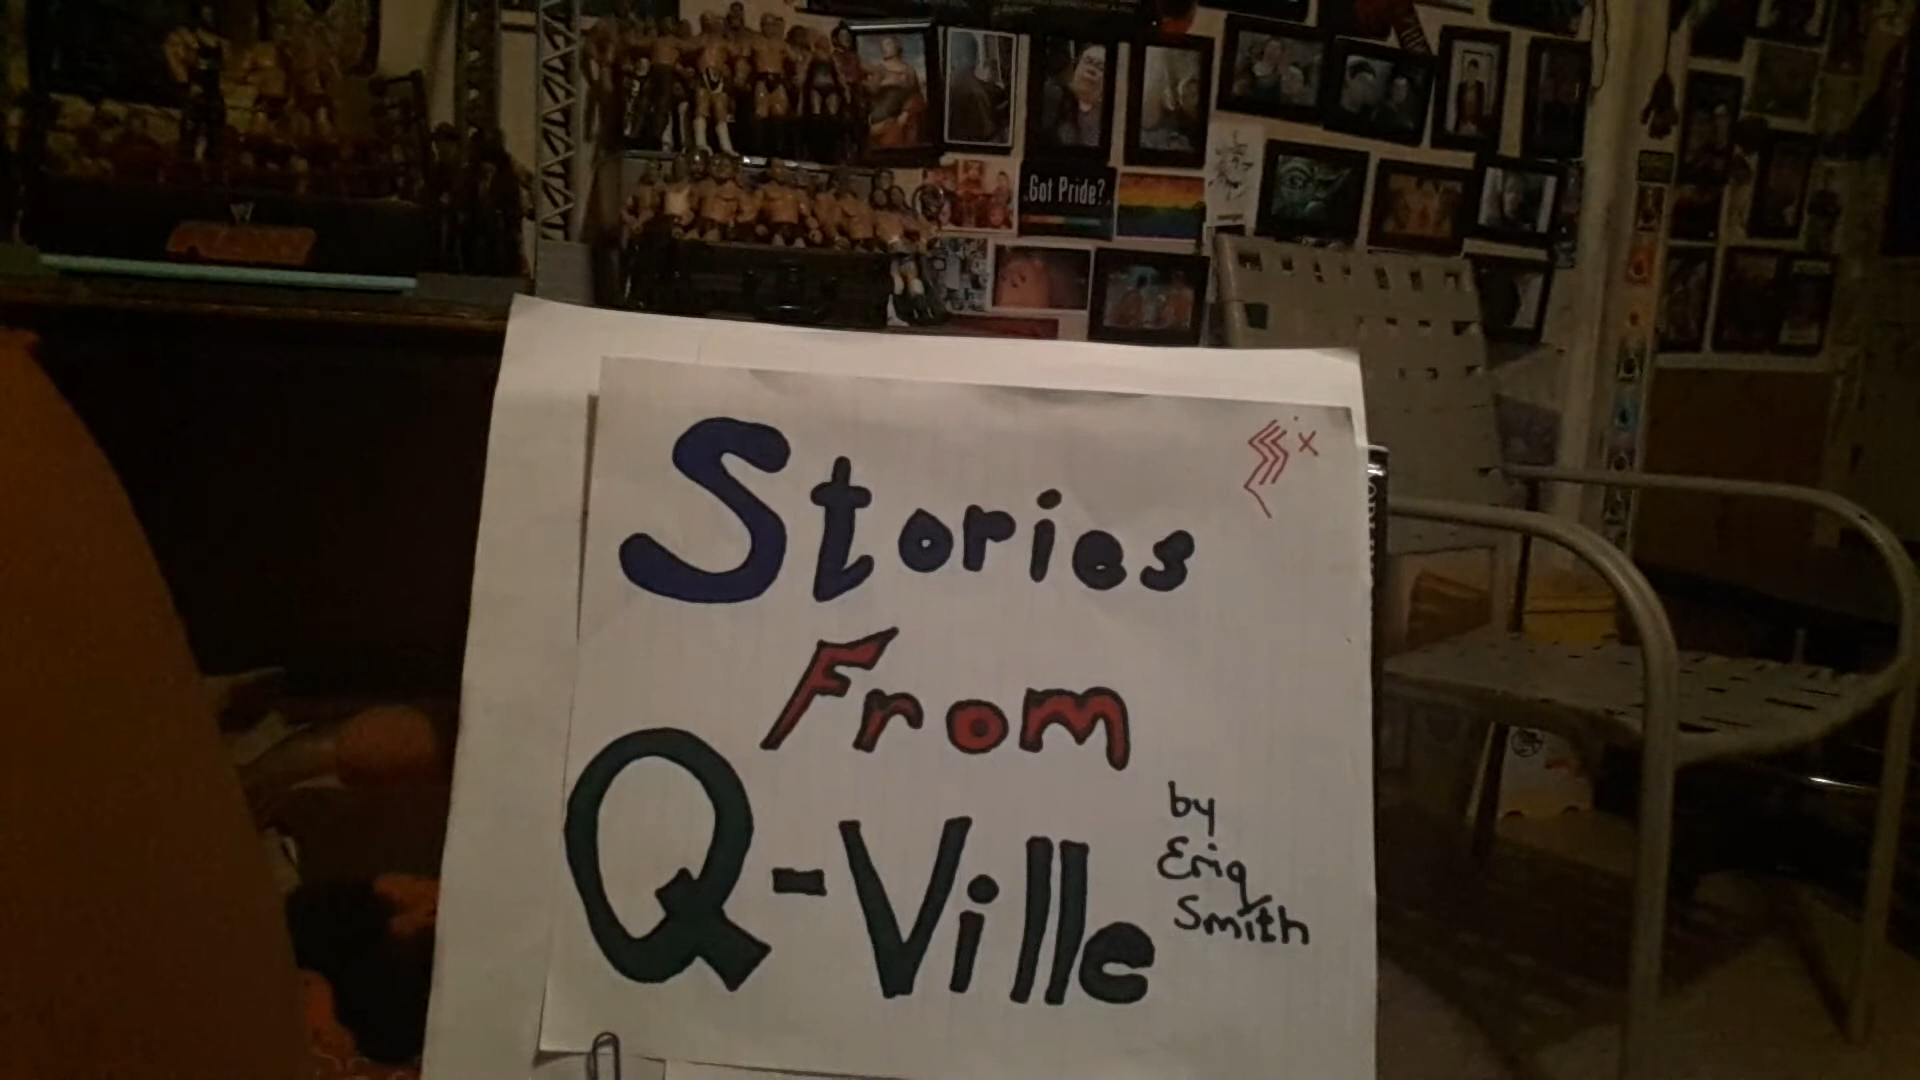 Got Pride?
Stories
From
Q-Ville
by
Eriq
Smith